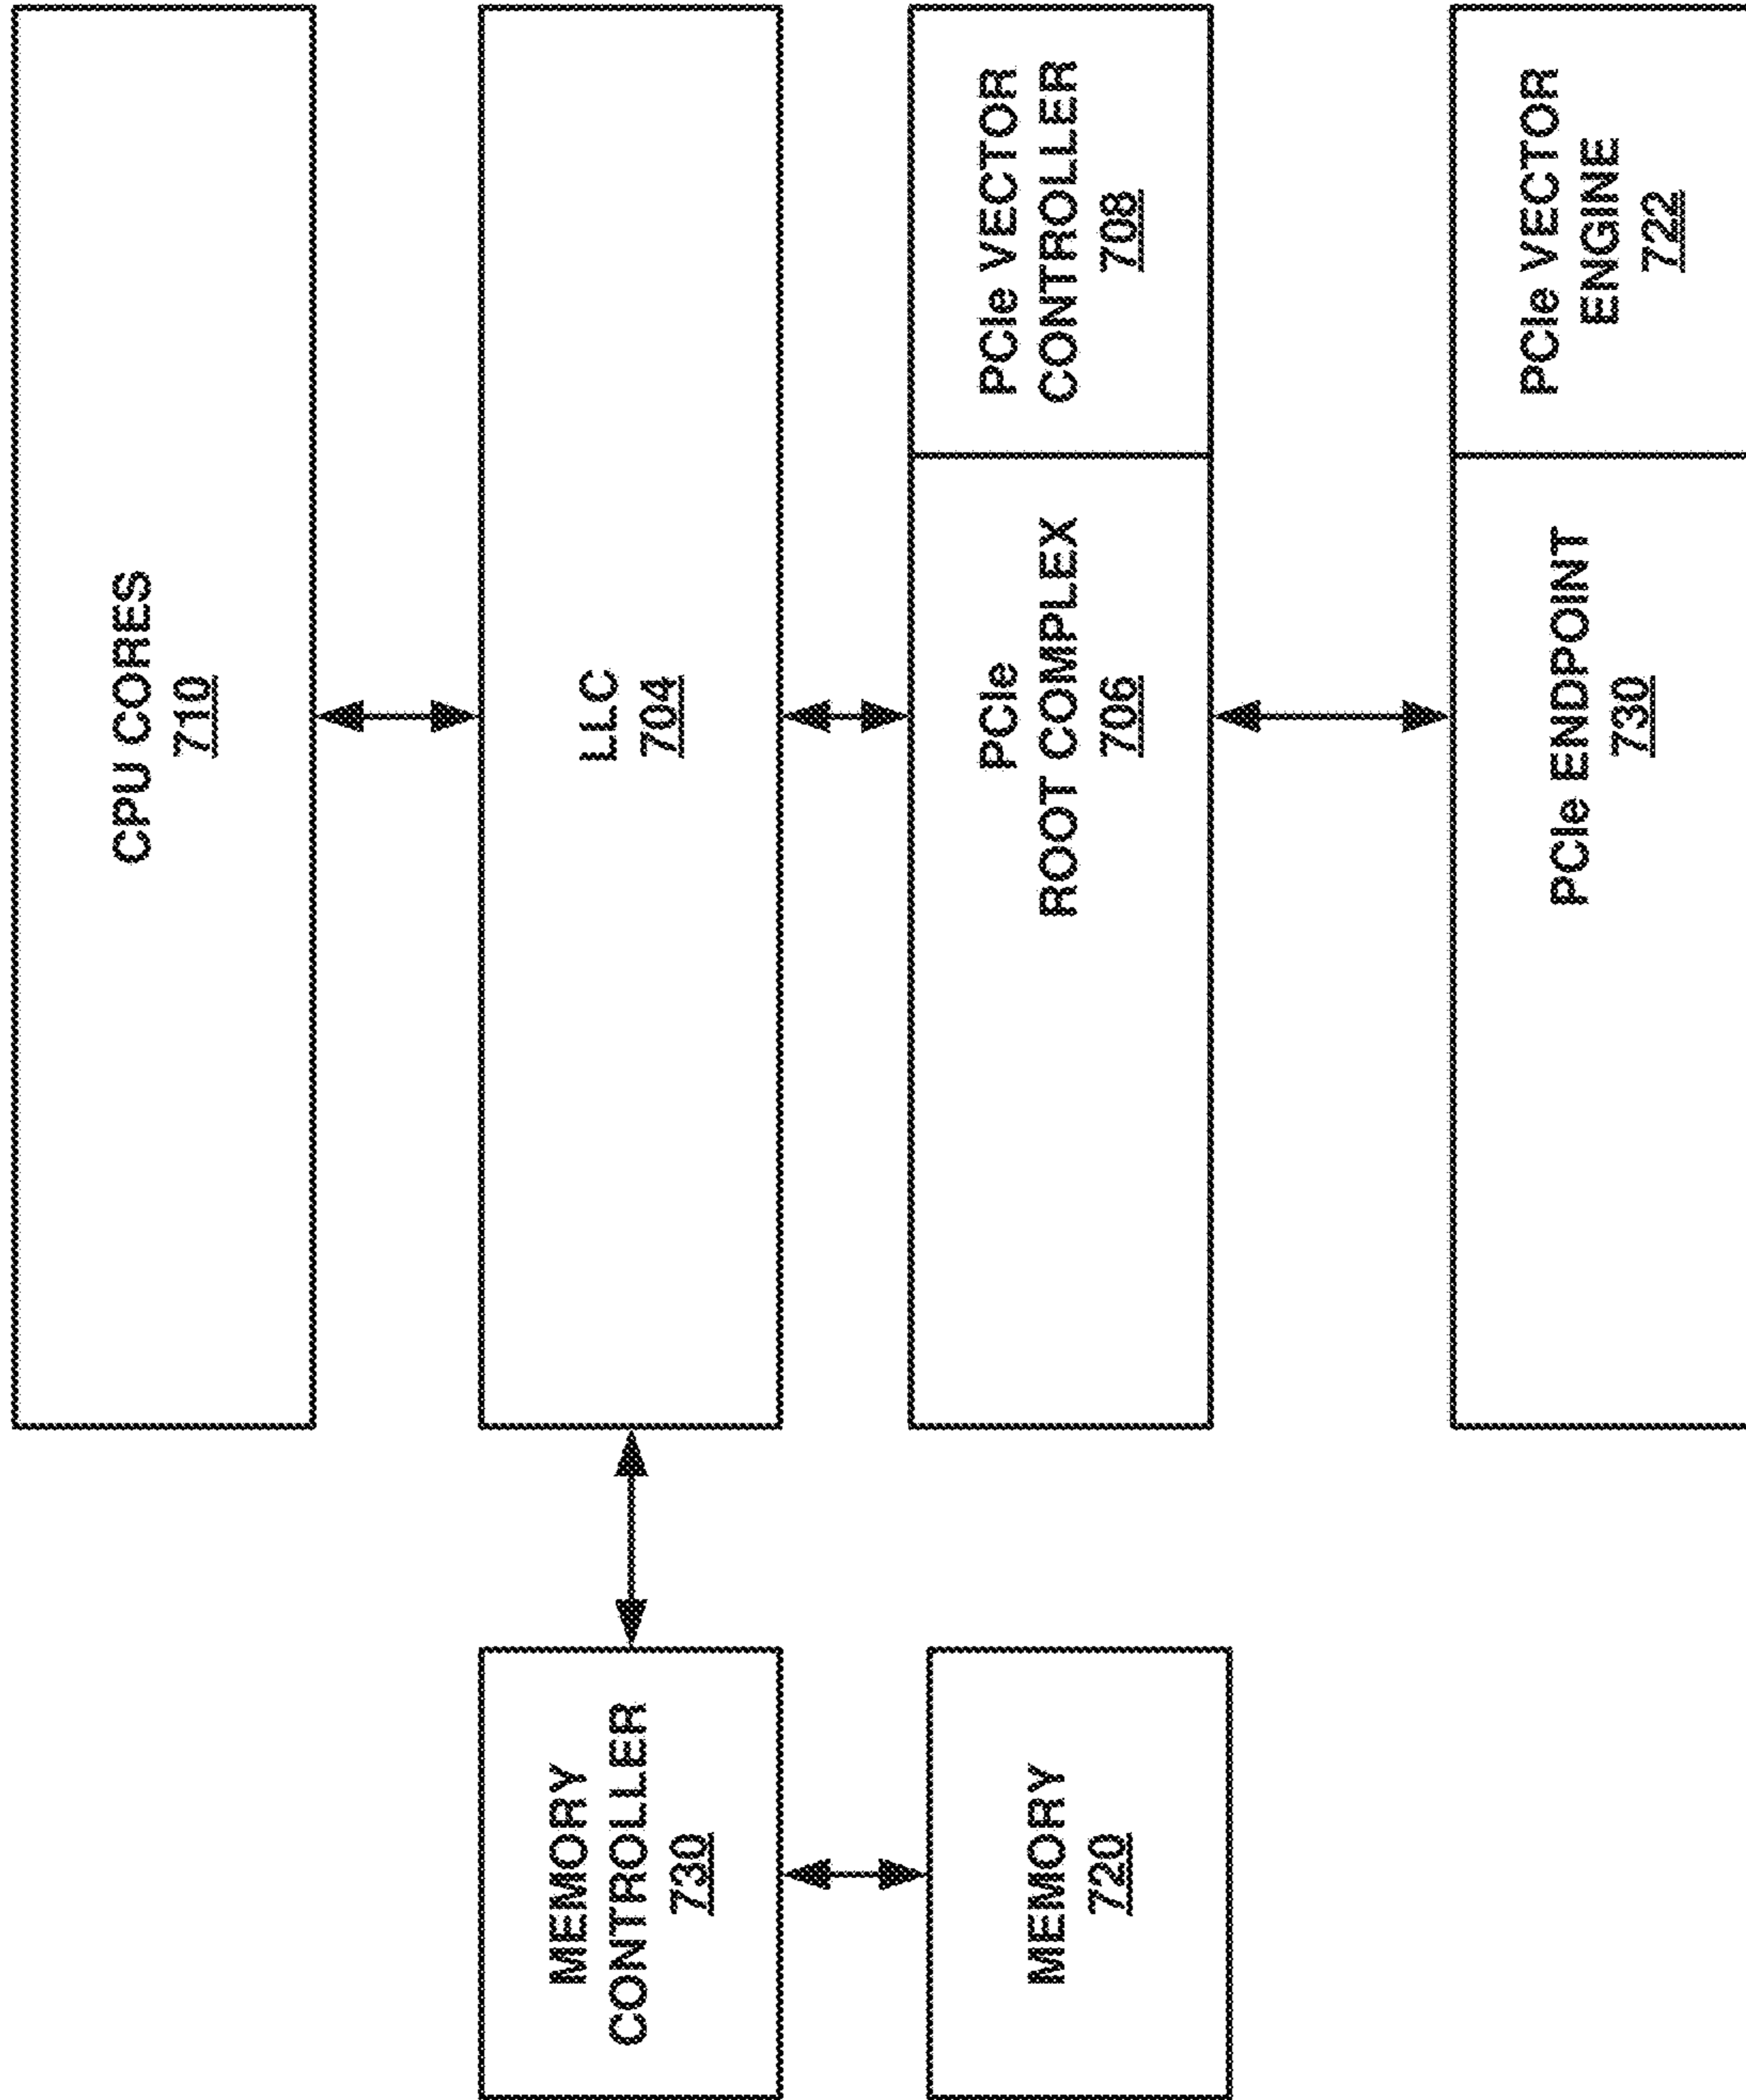 CPU CORES
710
LLC
704
PCIe
ROOT COMPLEX
706
PCIe VECTOR
CONTROLLER
708
PCIe ENDPOINT
730
PCIe VECTOR
ENGINE
722
MEMORY
CONTROLLER
730
MEMORY
720